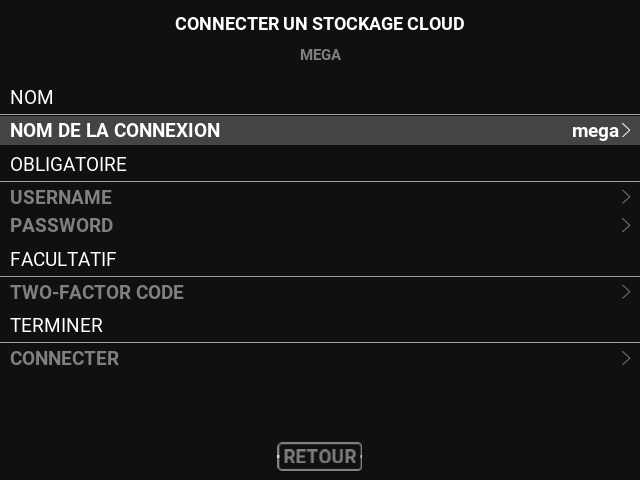 CONNECTER UN STOCKAGE CLOUD
MEGA
NOM
NOM DE LA CONNEXION mega
OBLIGATOIRE
USERNAME
PASSWORD
FACULTATIF
TWO-FACTOR CODE
TERMINER
CONNECTER
RETOUR